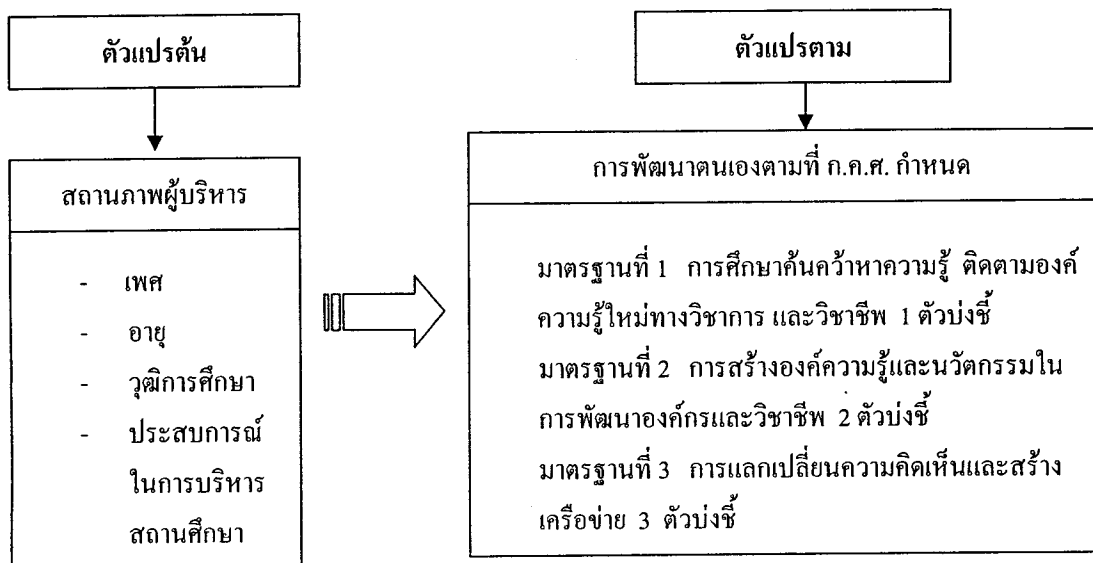 ตัวแปรต้น
สถานภาพผู้บริหาร
- เพศ
- อายุ
- วุฒิการศึกษา
- ประสบการณ์
ในการบริหาร
สถานศึกษา
ตัวแปรตาม
การพัฒนาตนเองตามที่ ก.ค.ศ. กำหนด
มาตรฐานที่ 1 การศึกษาค้นคว้าหาความรู้ ติดตามองค์
ความรู้ใหม่ทางวิชาการ และวิชาชีพ 1 ตัวบ่งชี้
มาตรฐานที่ 2 การสร้างองค์ความรู้และนวัตกรรมใน
การพัฒนาองค์กรและวิชาชีพ 2 ตัวบ่งชี้
มาตรฐานที่ 3 การแลกเปลี่ยนความคิดเห็นและสร้าง
เครือข่าย 3 ตัวบ่งชี้